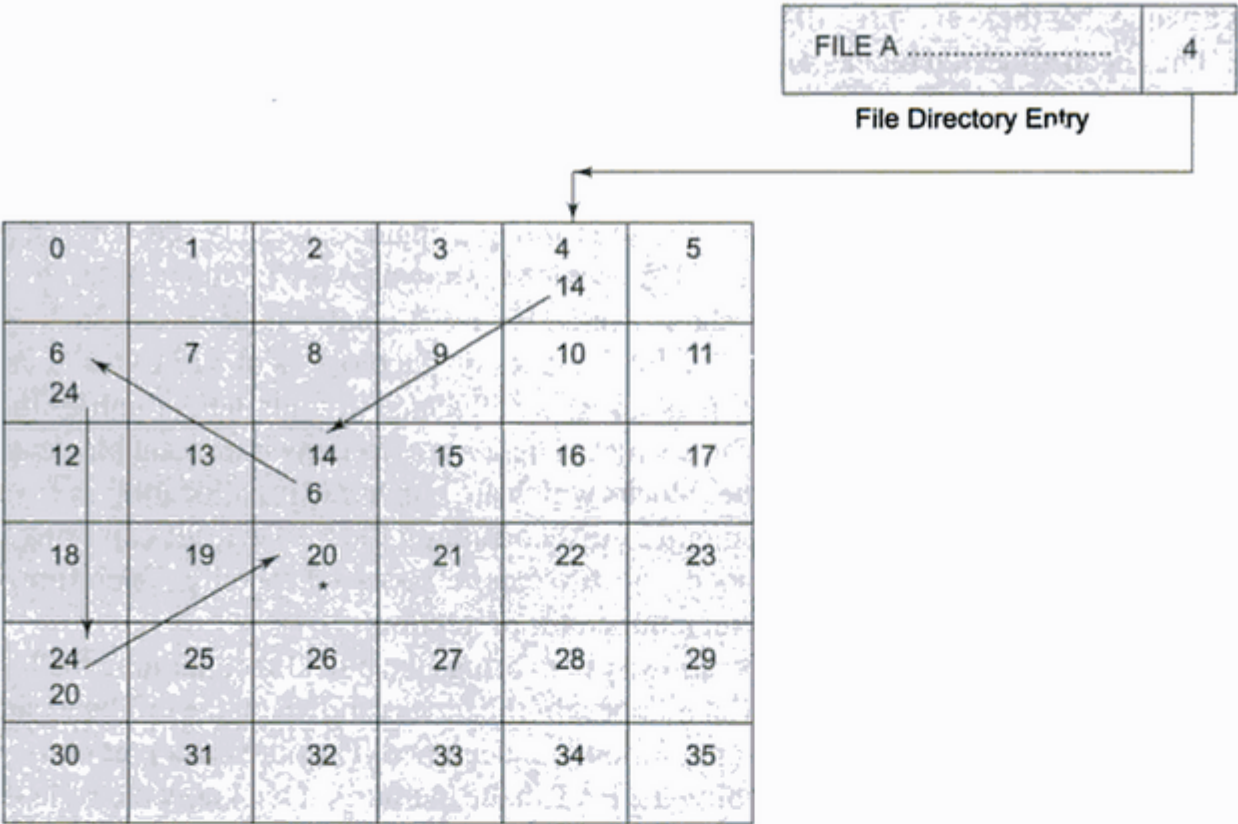 FILE A ............................ 4
File Directory Entry
0 1 2 3 4 5
14
6 7 8 9 10 11
24
12 13 14 15 16 17
6
18 19 20 21 22 23
*
24 25 26 27 28 29
20
30 31 32 33 34 35